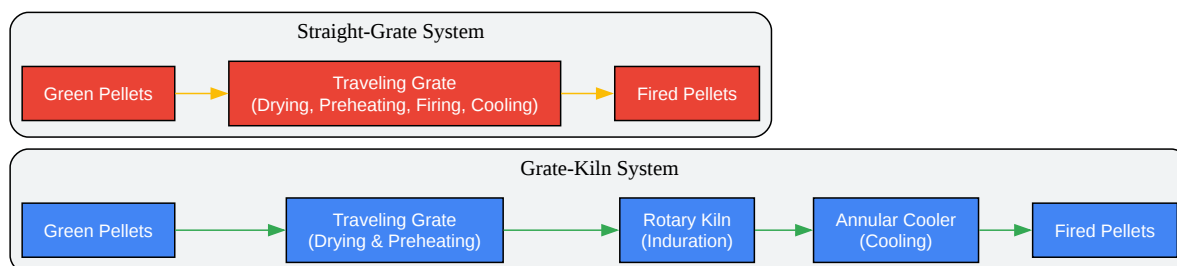 Straight-Grate System
Green Pellets
Traveling Grate
(Drying, Preheating, Firing, Cooling)
Fired Pellets
Grate-Kiln System
Green Pellets
Traveling Grate
(Drying & Preheating)
Rotary Kiln
(Induration)
Annular Cooler
(Cooling)
Fired Pellets